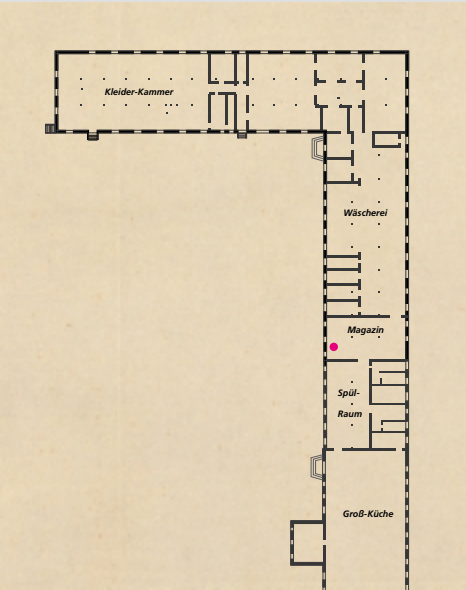 Kleider-Kammer
Wäscherei
Magazin
Spül-
Raum
Groß-Küche